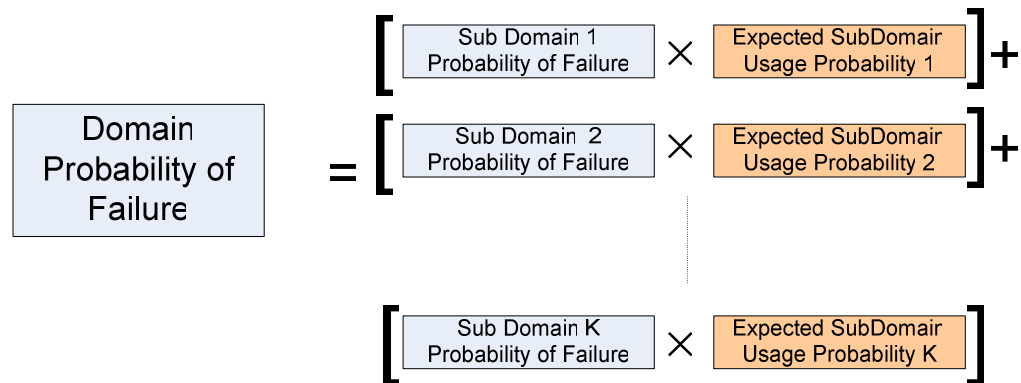 [ Sub Domain 1
Probability of Failure × Expected SubDomain
Usage Probability 1 ] +
Domain
Probability of
Failure
= [ Sub Domain 2
Probability of Failure × Expected SubDomain
Usage Probability 2 ] +
[ Sub Domain K
Probability of Failure × Expected SubDomain
Usage Probability K ]